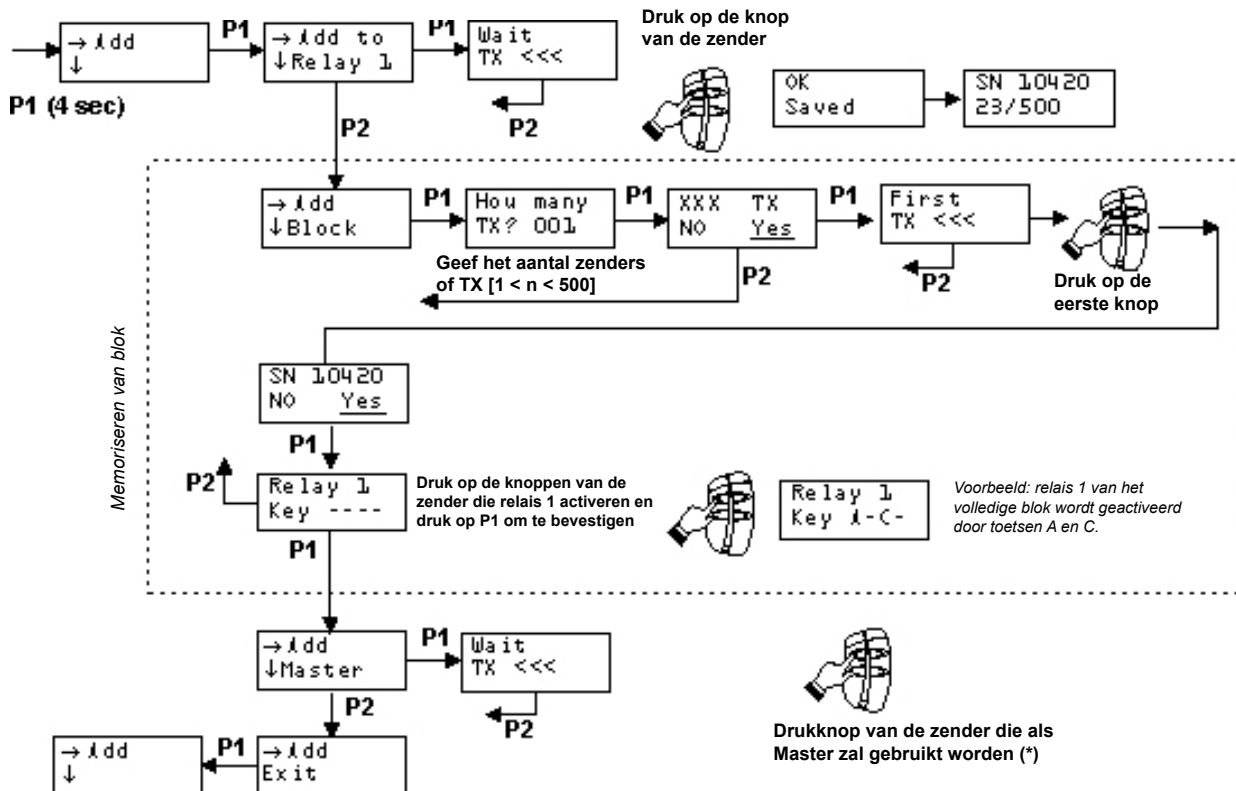 → Add
↓
P1 (4 sec)
P1
→ Add to
↓Relay 1
P1
Wait
TX <<<
P2
Druk op de knop
van de zender
OK
Saved
SN 10420
23/500
P2
Memoriseren van blok
→ Add
↓Block
P1
How many
TX? 001
P1
XXX TX
NO Yes
P1
First
TX <<<
P2
Geef het aantal zenders
of TX [1 < n < 500]
P2
Druk op de
eerste knop
SN 10420
NO Yes
P1
P2
Relay 1
Key ----
Druk op de knoppen van de
zender die relais 1 activeren en
druk op P1 om te bevestigen
Relay 1
Key A-C-
Voorbeeld: relais 1 van het
volledige blok wordt geactiveerd
door toetsen A en C.
P1
→ Add
↓Master
P1
Wait
TX <<<
P2
P2
Drukknop van de zender die als
Master zal gebruikt worden (*)
→ Add
↓
P1
→ Add
Exit